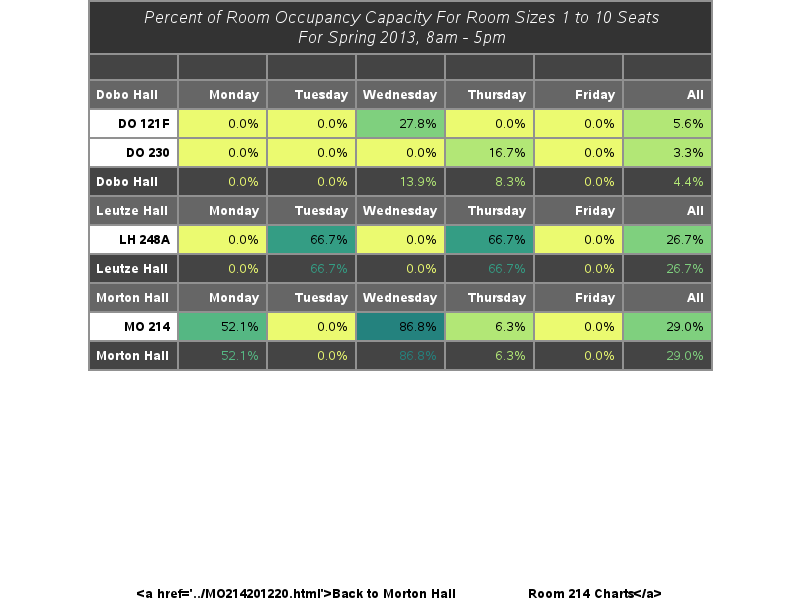 Percent of Room Occupancy Capacity For Room Sizes 1 to 10 Seats
For Spring 2013, 8am - 5pm
Dobo Hall Monday Tuesday Wednesday Thursday Friday All
DO 121F 0.0% 0.0% 27.8% 0.0% 0.0% 5.6%
DO 230 0.0% 0.0% 0.0% 16.7% 0.0% 3.3%
Dobo Hall 0.0% 0.0% 13.9% 8.3% 0.0% 4.4%
Leutze Hall Monday Tuesday Wednesday Thursday Friday All
LH 248A 0.0% 66.7% 0.0% 66.7% 0.0% 26.7%
Leutze Hall 0.0% 66.7% 0.0% 66.7% 0.0% 26.7%
Morton Hall Monday Tuesday Wednesday Thursday Friday All
MO 214 52.1% 0.0% 86.8% 6.3% 0.0% 29.0%
Morton Hall 52.1% 0.0% 86.8% 6.3% 0.0% 29.0%
<a href='../MO214201220.html'>Back to Morton Hall Room 214 Charts</a>